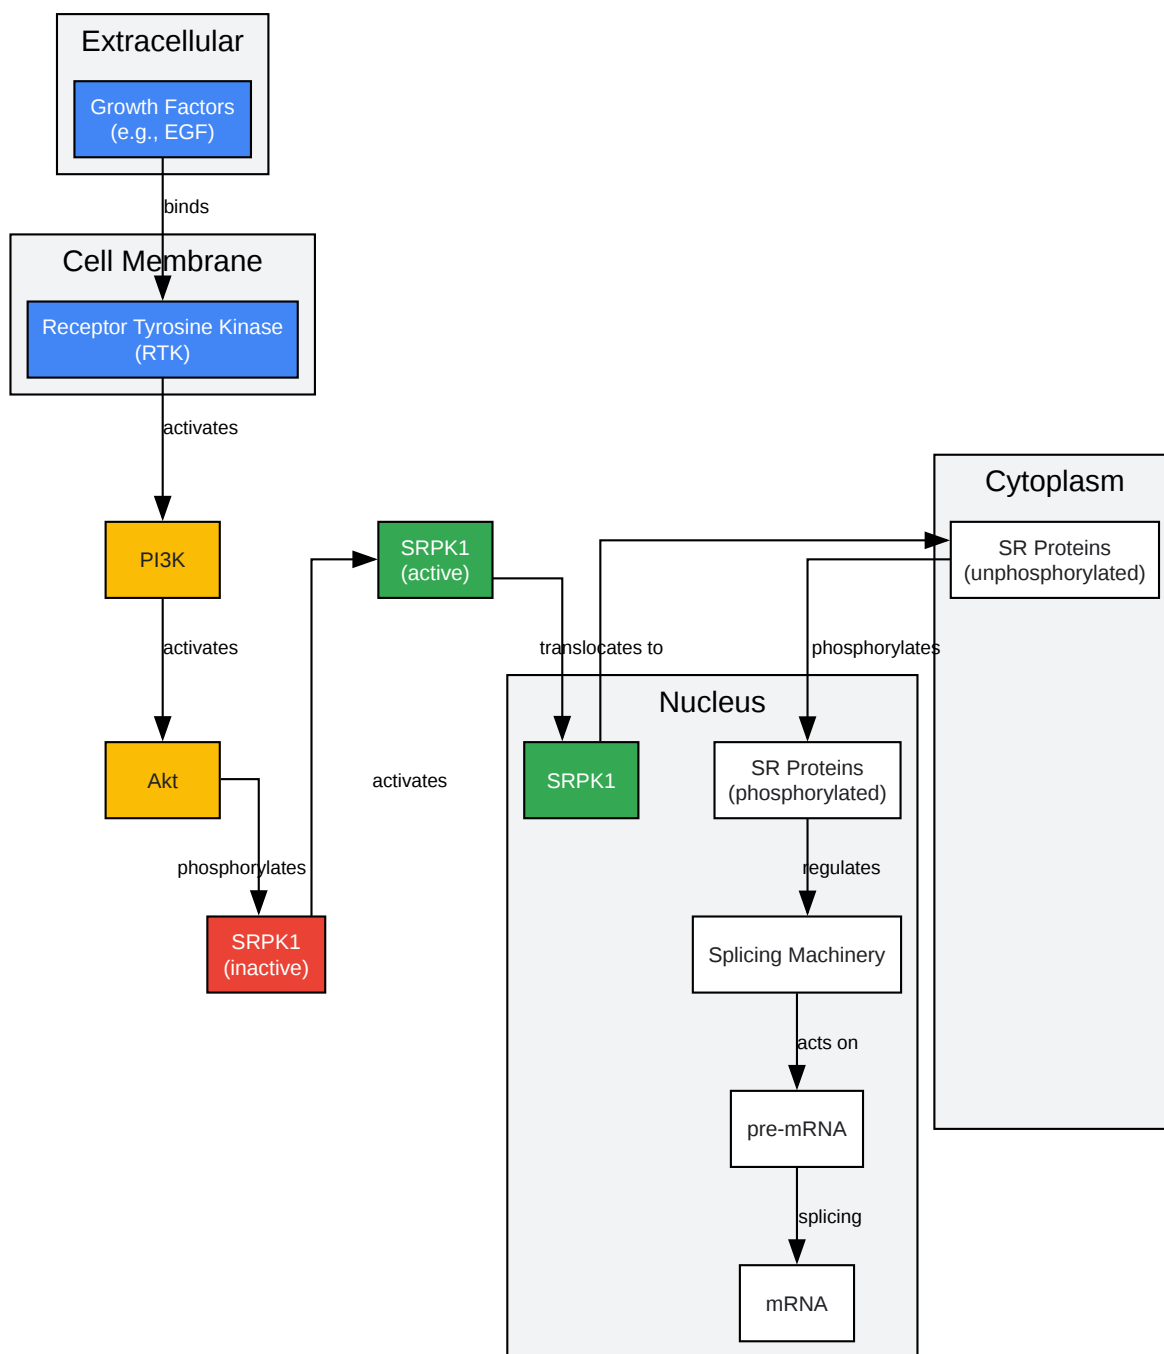 Extracellular
Growth Factors
(e.g., EGF)
binds
Cell Membrane
Receptor Tyrosine Kinase
(RTK)
activates
Cytoplasm
PI3K
SRPK1
(active)
SR Proteins
(unphosphorylated)
activates
translocates to
phosphorylates
Nucleus
Akt
activates
SRPK1
SR Proteins
(phosphorylated)
phosphorylates
regulates
SRPK1
(inactive)
Splicing Machinery
acts on
pre-mRNA
splicing
mRNA